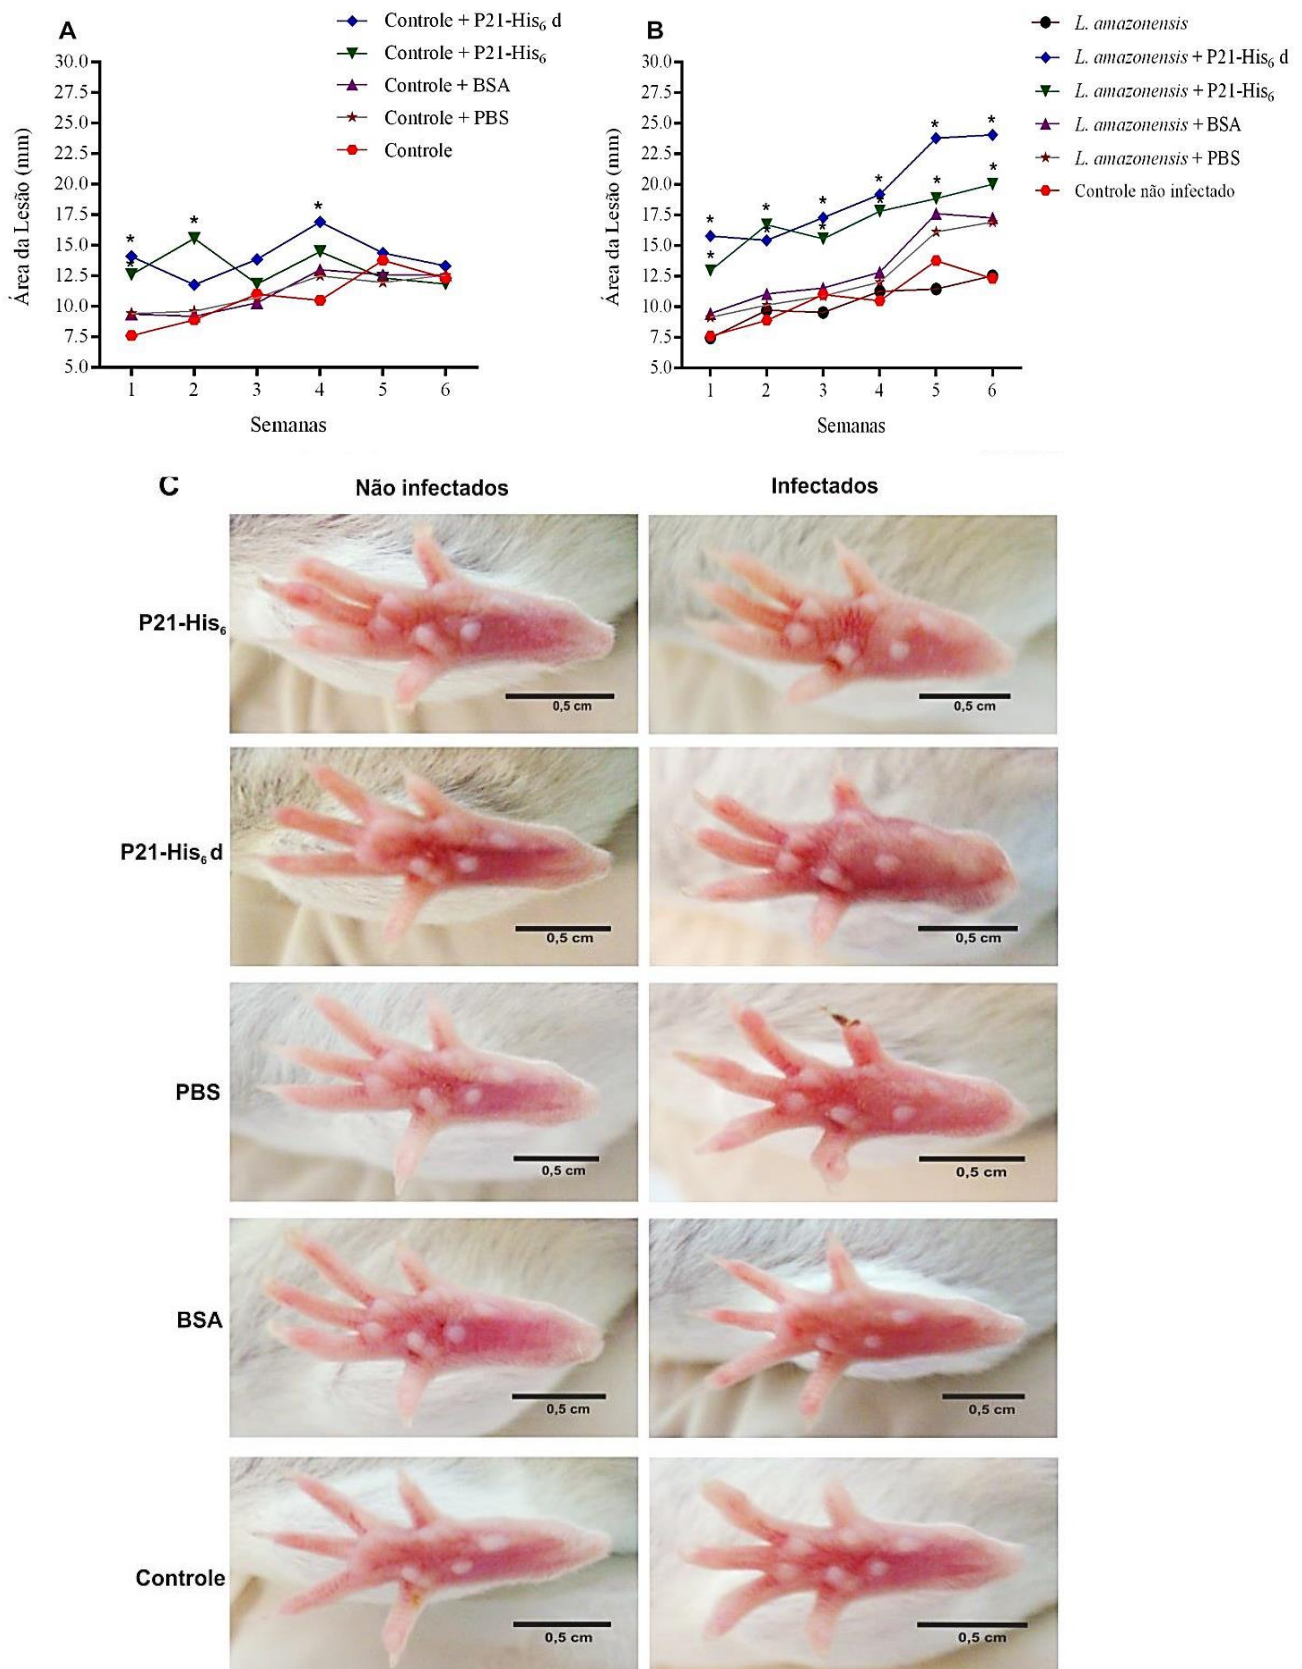 A
Controle + P21-His₆ d
Controle + P21-His₆
Controle + BSA
Controle + PBS
Controle
30.0
27.5
25.0
22.5
20.0
17.5
15.0
12.5
10.0
7.5
5.0
Área da Lesão (mm)
* * * * *
1 2 3 4 5 6
Semanas
B
L. amazonensis
L. amazonensis + P21-His₆ d
L. amazonensis + P21-His₆
L. amazonensis + BSA
L. amazonensis + PBS
Controle não infectado
30.0
27.5
25.0
22.5
20.0
17.5
15.0
12.5
10.0
7.5
5.0
Área da Lesão (mm)
* * * * * * * * * * * *
1 2 3 4 5 6
Semanas
C
Não infectados
Infectados
P21-His₆
0,5 cm
0,5 cm
P21-His₆ d
0,5 cm
0,5 cm
PBS
0,5 cm
0,5 cm
BSA
0,5 cm
0,5 cm
Controle
0,5 cm
0,5 cm